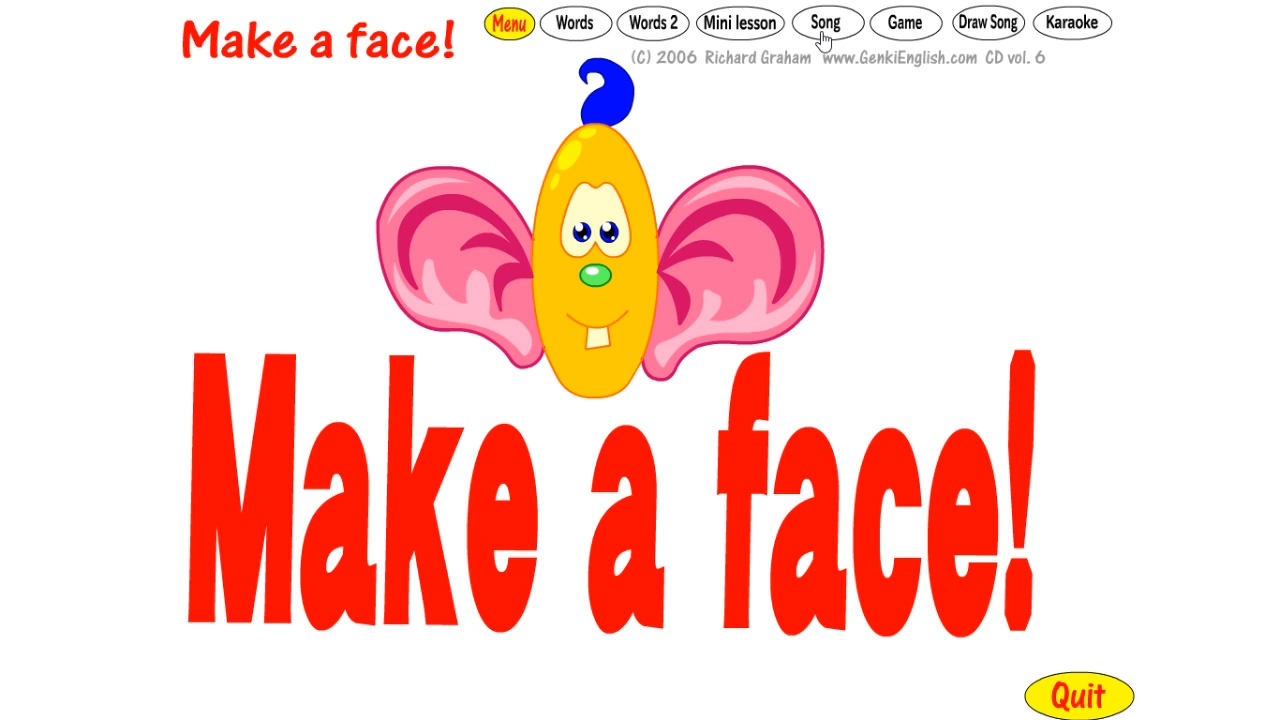 Make a face!
Menu Words Words 2 Mini lesson Song Game Draw Song Karaoke
(C) 2006 Richard Graham www.GenkiEnglish.com CD vol. 6
Make a face!
Quit